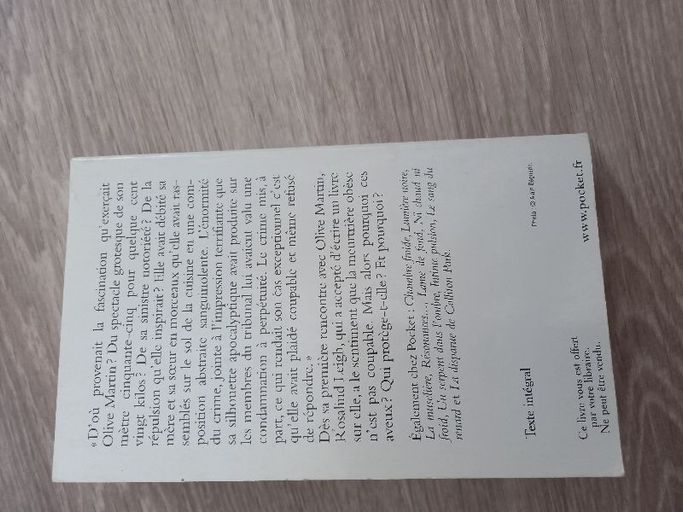 « D'où provenait la fascination qu'exerçait
Olive Martin ? Du spectacle grotesque de son
mètre cinquante-cinq pour quelque cent
vingt kilos ? De sa sinistre notoriété ? De la
répulsion qu'elle inspirait ? Elle avait débité sa
mère et sa sœur en morceaux qu'elle avait ras-
semblés sur le sol de la cuisine en une com-
position abstraite sanguinolente. L'énormité
du crime, jointe à l'impression terrifiante que
sa silhouette apocalyptique avait produite sur
les membres du tribunal lui avaient valu une
condamnation à perpétuité. Le crime mis à
part, ce qui rendait son cas exceptionnel c'est
qu'elle avait plaidé coupable et même refusé
de répondre. »
Dès sa première rencontre avec Olive Martin,
Rosalind Leigh, qui a accepté d'écrire un livre
sur elle, a le sentiment que la meurtrière obèse
n'est pas coupable. Mais alors pourquoi ces
aveux ? Qui protège-t-elle ? Et pourquoi ?
Également chez Pocket : Chambre froide, Lumière noire,
La muselière, Résonances..., Lame de fond, Ni chaud ni
froid, Un serpent dans l'ombre, Intime pulsion, Le sang du
renard et La disparue de Colliton Park.
Texte intégral
Ce livre vous est offert
par votre libraire.
Ne peut être vendu.
www.pocket.fr